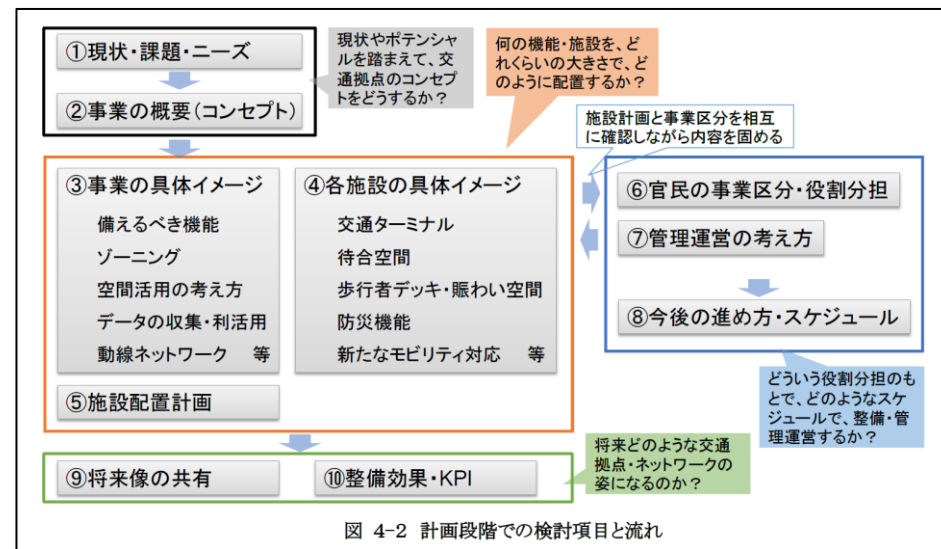 ①現状・課題・ニーズ
②事業の概要(コンセプト)
現状やポテンシャ
ルを踏まえて、交
通拠点のコンセプ
トをどうするか？
何の機能・施設を、ど
れくらいの大きさで、ど
のように配置するか？
施設計画と事業区分を相互
に確認しながら内容を固める
③事業の具体イメージ
備えるべき機能
ゾーニング
空間活用の考え方
データの収集・利活用
動線ネットワーク 等
④各施設の具体イメージ
交通ターミナル
待合空間
歩行者デッキ・賑わい空間
防災機能
新たなモビリティ対応 等
⑤施設配置計画
⑥官民の事業区分・役割分担
⑦管理運営の考え方
⑧今後の進め方・スケジュール
どういう役割分担のも
とで、どのようなスケ
ジュールで、整備・管
理運営するか？
⑨将来像の共有
⑩整備効果・KPI
将来どのような交通
拠点・ネットワークの
姿になるのか？
図 4-2 計画段階での検討項目と流れ